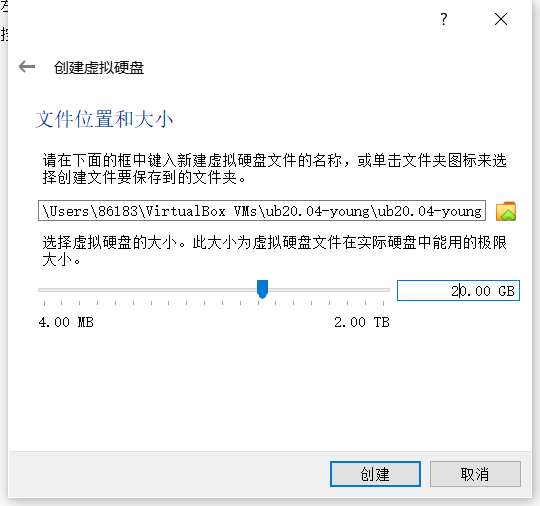 ?
创建虚拟硬盘
文件位置和大小
请在下面的框中键入新建虚拟硬盘文件的名称，或单击文件夹图标来选
择创建文件要保存到的文件夹。
\Users\86183\VirtualBox VMs\ub20.04-young\ub20.04-young
选择虚拟硬盘的大小。此大小为虚拟硬盘文件在实际硬盘中能用的极限
大小。
20.00 GB
4.00 MB 2.00 TB
创建 取消